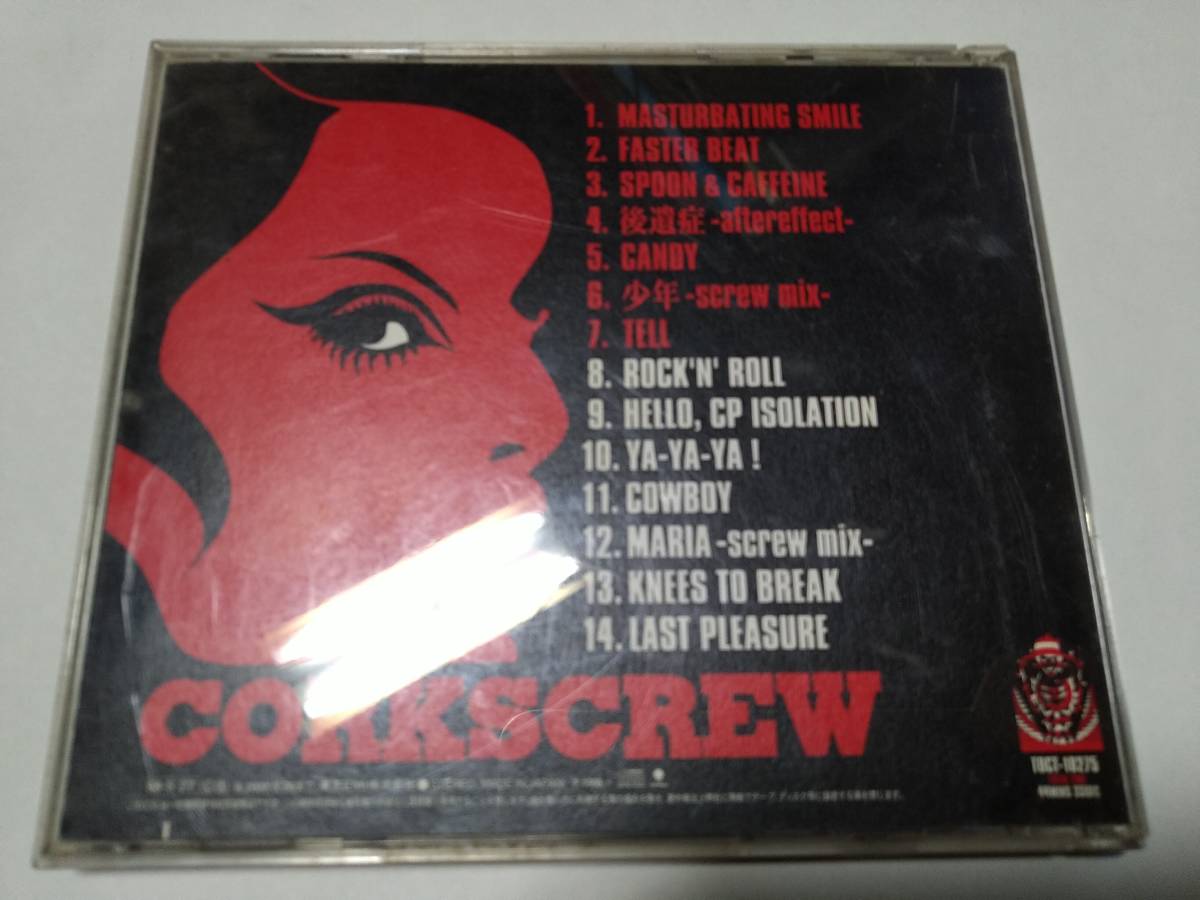 1. MASTURBATING SMILE
2. FASTER BEAT
3. SPOON & CAFFEINE
4. 後遺症 -aftereffect-
5. CANDY
6. 少年 -screw mix-
7. TELL
8. ROCK'N' ROLL
9. HELLO, CP ISOLATION
10. YA-YA-YA !
11. COWBOY
12. MARIA -screw mix-
13. KNEES TO BREAK
14. LAST PLEASURE
CORKSCREW
TOCT-10275